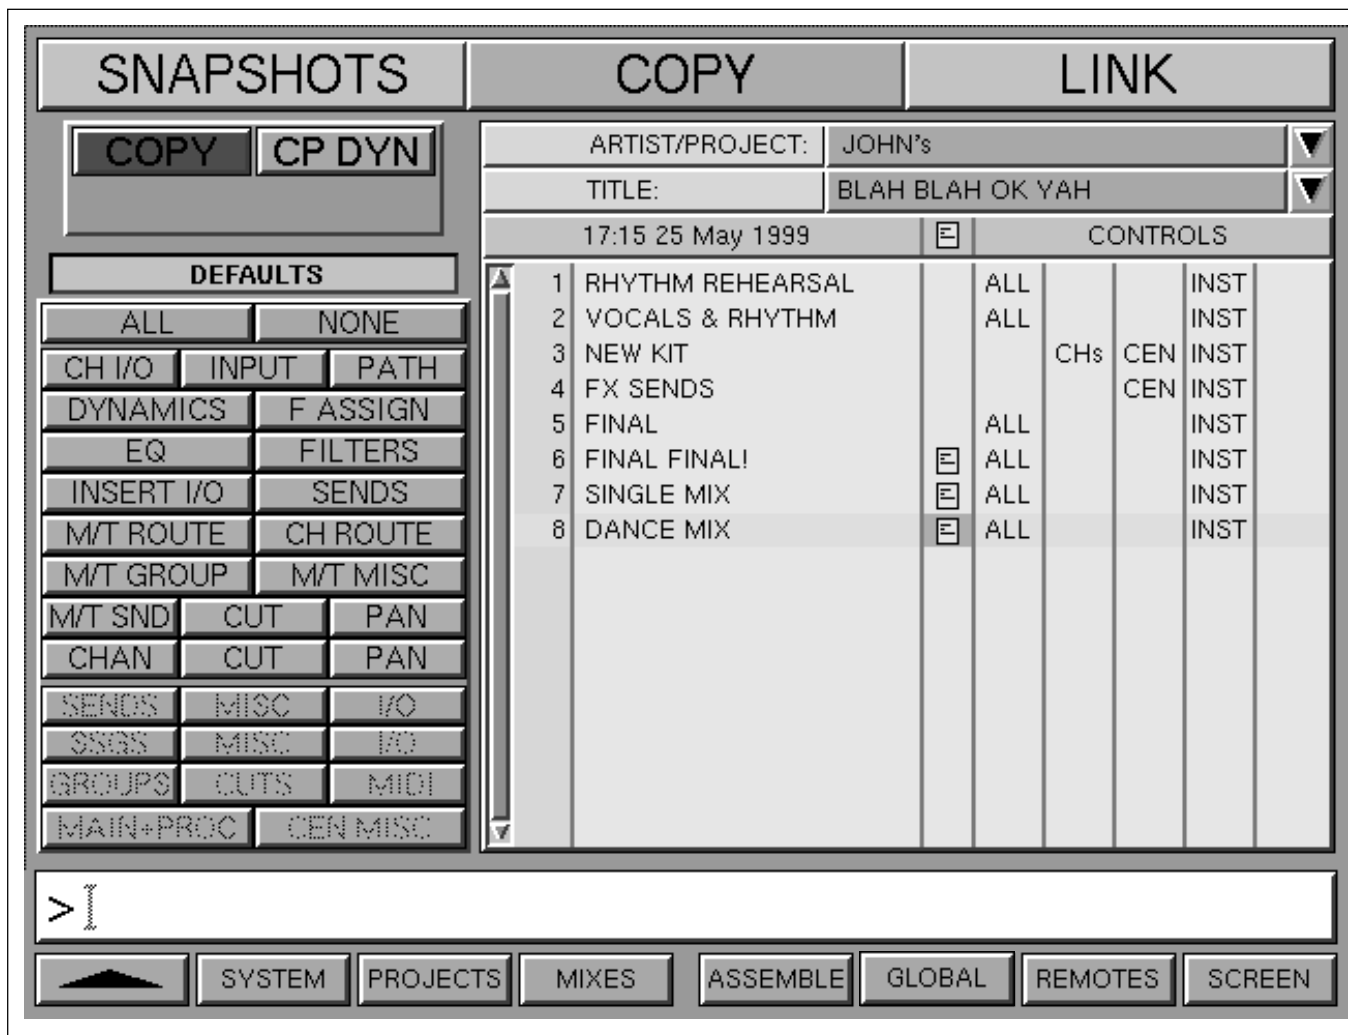 SNAPSHOTS COPY LINK
COPY CP DYN
ARTIST/PROJECT: JOHN's
TITLE: BLAH BLAH OK YAH
17:15 25 May 1999 CONTROLS
DEFAULTS
ALL NONE
CH I/O INPUT PATH
DYNAMICS F ASSIGN
EQ FILTERS
INSERT I/O SENDS
M/T ROUTE CH ROUTE
M/T GROUP M/T MISC
M/T SND CUT PAN
CHAN CUT PAN
SENDS MISC I/O
SSGS MISC I/O
GROUPS CUTS MIDI
MAIN+PROC CEN MISC
1 RHYTHM REHEARSAL ALL INST
2 VOCALS & RHYTHM ALL INST
3 NEW KIT CHs CEN INST
4 FX SENDS CEN INST
5 FINAL ALL INST
6 FINAL FINAL! ALL INST
7 SINGLE MIX ALL INST
8 DANCE MIX ALL INST
>
SYSTEM PROJECTS MIXES ASSEMBLE GLOBAL REMOTES SCREEN